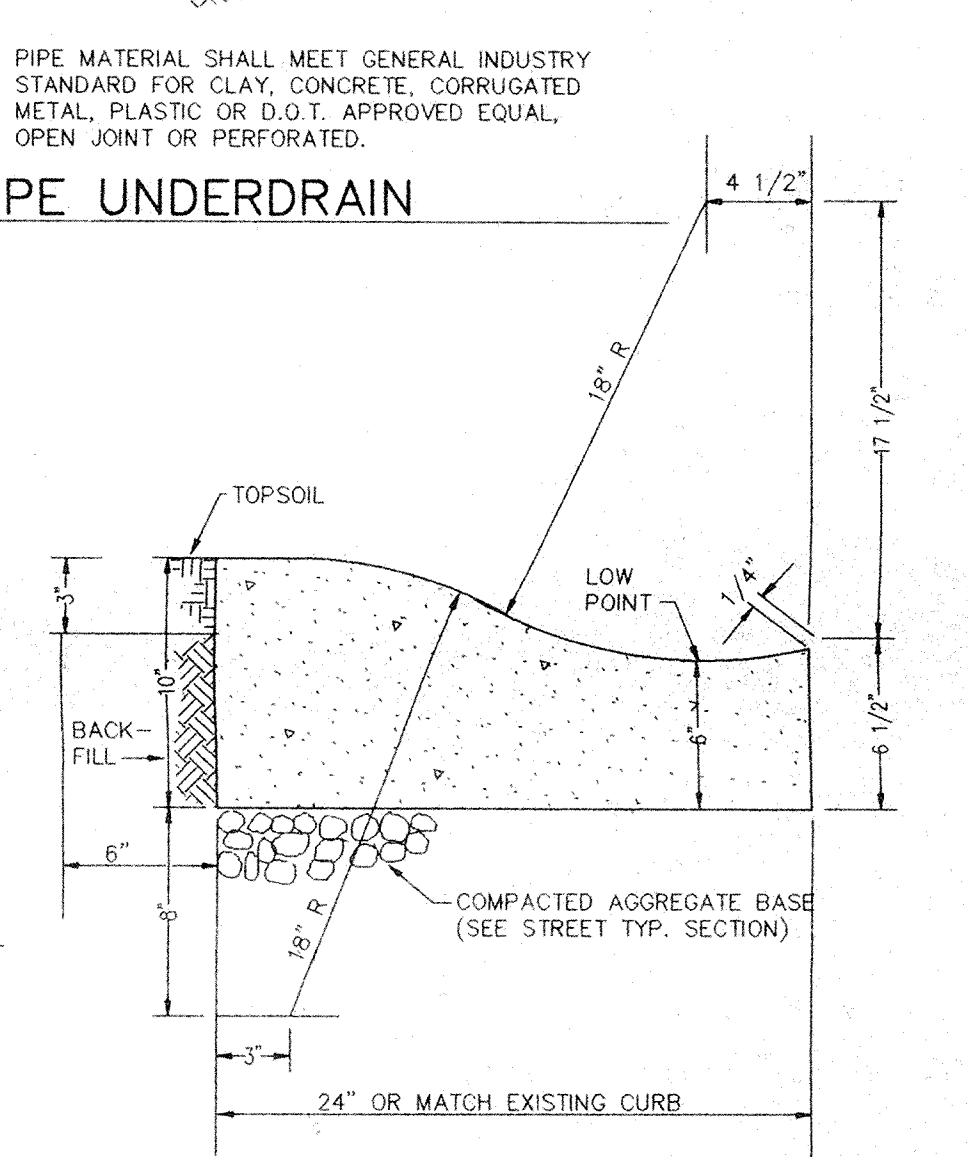 PIPE MATERIAL SHALL MEET GENERAL INDUSTRY
STANDARD FOR CLAY, CONCRETE, CORRUGATED
METAL, PLASTIC OR D.O.T. APPROVED EQUAL,
OPEN JOINT OR PERFORATED.
PE UNDERDRAIN
4 1/2"
18" R
17 1/2"
TOPSOIL
3"
LOW
POINT
1/4"
10"
BACK-
FILL
6"
6 1/2"
6"
8"
18" R
COMPACTED AGGREGATE BASE
(SEE STREET TYP. SECTION)
3"
24" OR MATCH EXISTING CURB